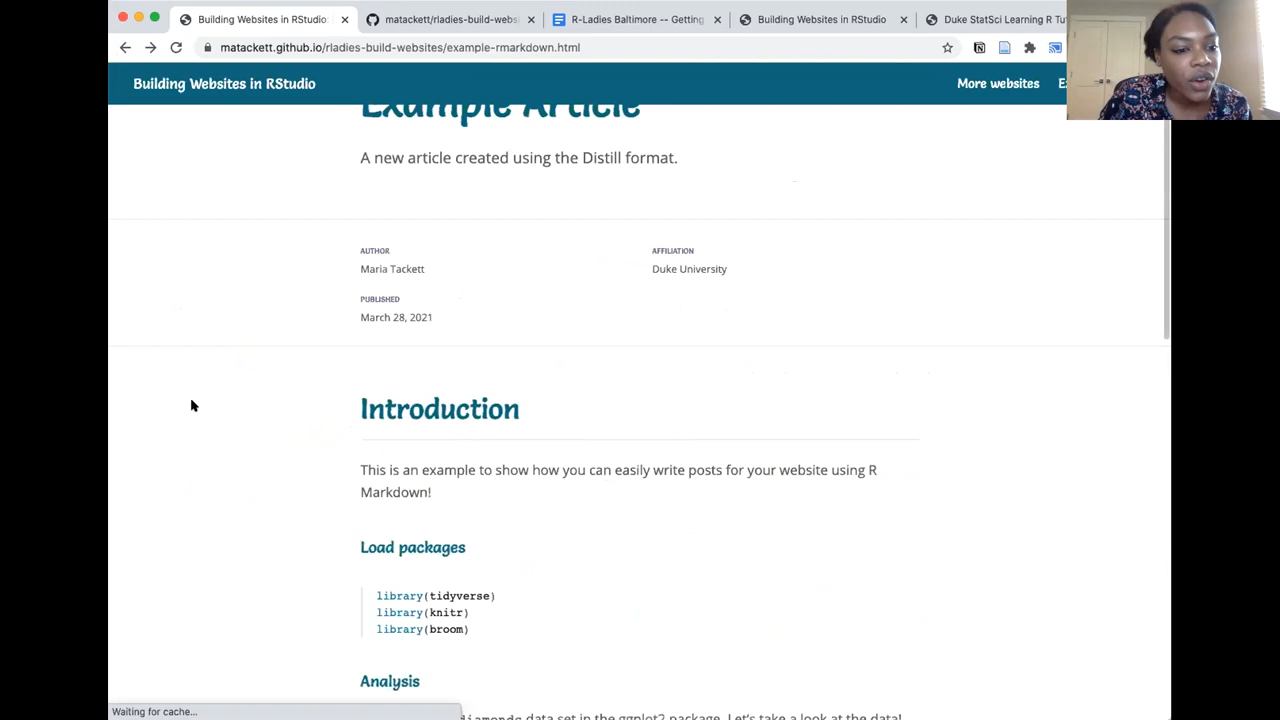 Building Websites in RStudio:
matackett/rladies-build-websi
R-Ladies Baltimore -- Getting
Building Websites in RStudio
Duke StatSci Learning R Tu
matackett.github.io/rladies-build-websites/example-rmarkdown.html
Building Websites in RStudio
More websites
Example Article
A new article created using the Distill format.
AUTHOR
AFFILIATION
Maria Tackett
Duke University
PUBLISHED
March 28, 2021
Introduction
This is an example to show how you can easily write posts for your website using R
Markdown!
Load packages
library(tidyverse)
library(knitr)
library(broom)
Analysis
diamonds data set in the ggplot2 package. Let's take a look at the data!
Waiting for cache...